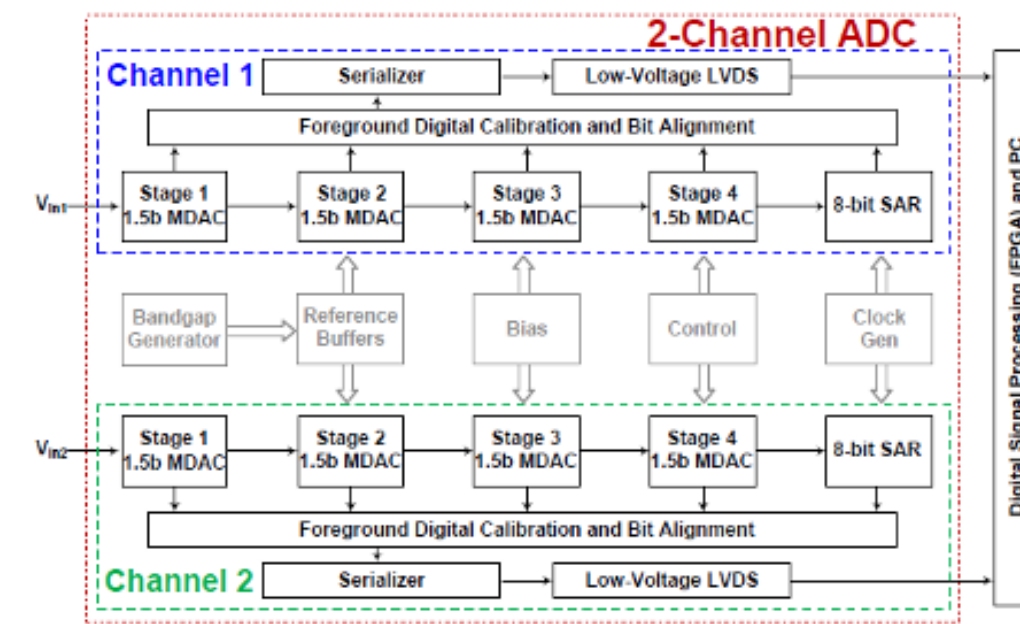 2-Channel ADC
Channel 1
Serializer
Low-Voltage LVDS
Foreground Digital Calibration and Bit Alignment
Vin1
Stage 1
1.5b MDAC
Stage 2
1.5b MDAC
Stage 3
1.5b MDAC
Stage 4
1.5b MDAC
8-bit SAR
Bandgap
Generator
Reference
Buffers
Bias
Control
Clock
Gen
Vin2
Stage 1
1.5b MDAC
Stage 2
1.5b MDAC
Stage 3
1.5b MDAC
Stage 4
1.5b MDAC
8-bit SAR
Foreground Digital Calibration and Bit Alignment
Channel 2
Serializer
Low-Voltage LVDS
Digital Signal Processing (FPGA) and PC